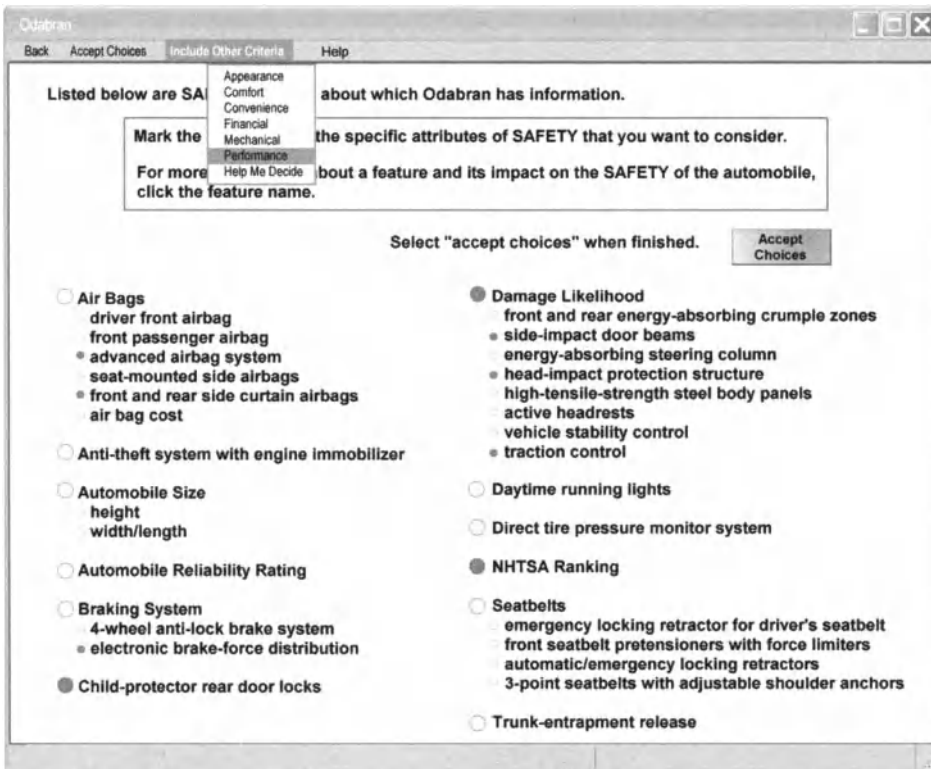 Odabran
Back Accept Choices Include Other Criteria Help
Appearance
Comfort
Convenience
Financial
Mechanical
Performance
Help Me Decide
Listed below are SA about which Odabran has information.
Mark the the specific attributes of SAFETY that you want to consider.
For more bout a feature and its impact on the SAFETY of the automobile,
click the feature name.
Select "accept choices" when finished.
Accept
Choices
Air Bags
driver front airbag
front passenger airbag
advanced airbag system
seat-mounted side airbags
front and rear side curtain airbags
air bag cost
Anti-theft system with engine immobilizer
Automobile Size
height
width/length
Automobile Reliability Rating
Braking System
4-wheel anti-lock brake system
electronic brake-force distribution
Child-protector rear door locks
Damage Likelihood
front and rear energy-absorbing crumple zones
side-impact door beams
energy-absorbing steering column
head-impact protection structure
high-tensile-strength steel body panels
active headrests
vehicle stability control
traction control
Daytime running lights
Direct tire pressure monitor system
NHTSA Ranking
Seatbelts
emergency locking retractor for driver's seatbelt
front seatbelt pretensioners with force limiters
automatic/emergency locking retractors
3-point seatbelts with adjustable shoulder anchors
Trunk-entrapment release